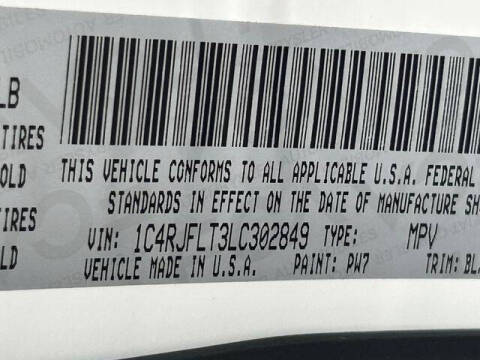 LB
TIRES
OLD
TIRES
LD
THIS VEHICLE CONFORMS TO ALL APPLICABLE U.S.A. FEDERAL
STANDARDS IN EFFECT ON THE DATE OF MANUFACTURE SH
VIN: 1C4RJFLT3LC302849 TYPE: MPV
VEHICLE MADE IN U.S.A. PAINT: PW7 TRIM: BL